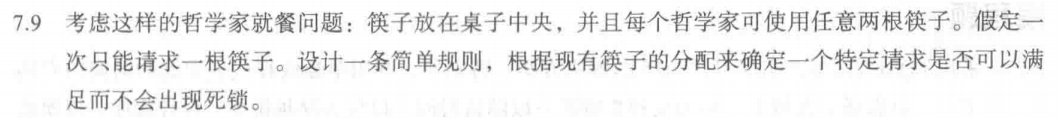 7.9 考虑这样的哲学家就餐问题：筷子放在桌子中央，并且每个哲学家可使用任意两根筷子。假定一
次只能请求一根筷子。设计一条简单规则，根据现有筷子的分配来确定一个特定请求是否可以满
足而不会出现死锁。